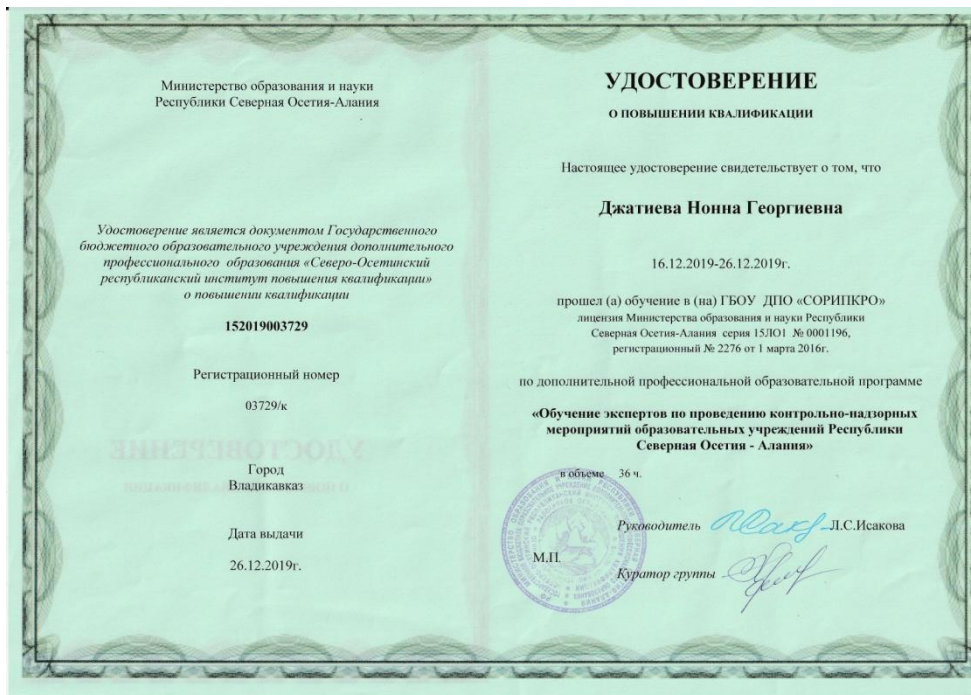 Министерство образования и науки
Республики Северная Осетия-Алания
Удостоверение является документом Государственного
бюджетного образовательного учреждения дополнительного
профессионального образования «Северо-Осетинский
республиканский институт повышения квалификации»
о повышении квалификации
152019003729
Регистрационный номер
03729/к
Город
Владикавказ
Дата выдачи
26.12.2019г.
УДОСТОВЕРЕНИЕ
О ПОВЫШЕНИИ КВАЛИФИКАЦИИ
Настоящее удостоверение свидетельствует о том, что
Джатиева Нонна Георгиевна
16.12.2019-26.12.2019г.
прошел (а) обучение в (на) ГБОУ ДПО «СОРИПКРО»
лицензия Министерства образования и науки Республики
Северная Осетия-Алания серия 15ЛО1 № 0001196,
регистрационный № 2276 от 1 марта 2016г.
по дополнительной профессиональной образовательной программе
«Обучение экспертов по проведению контрольно-надзорных
мероприятий образовательных учреждений Республики
Северная Осетия - Алания»
в объеме 36 ч.
Руководитель Л.С.Исакова
М.П.
Куратор группы